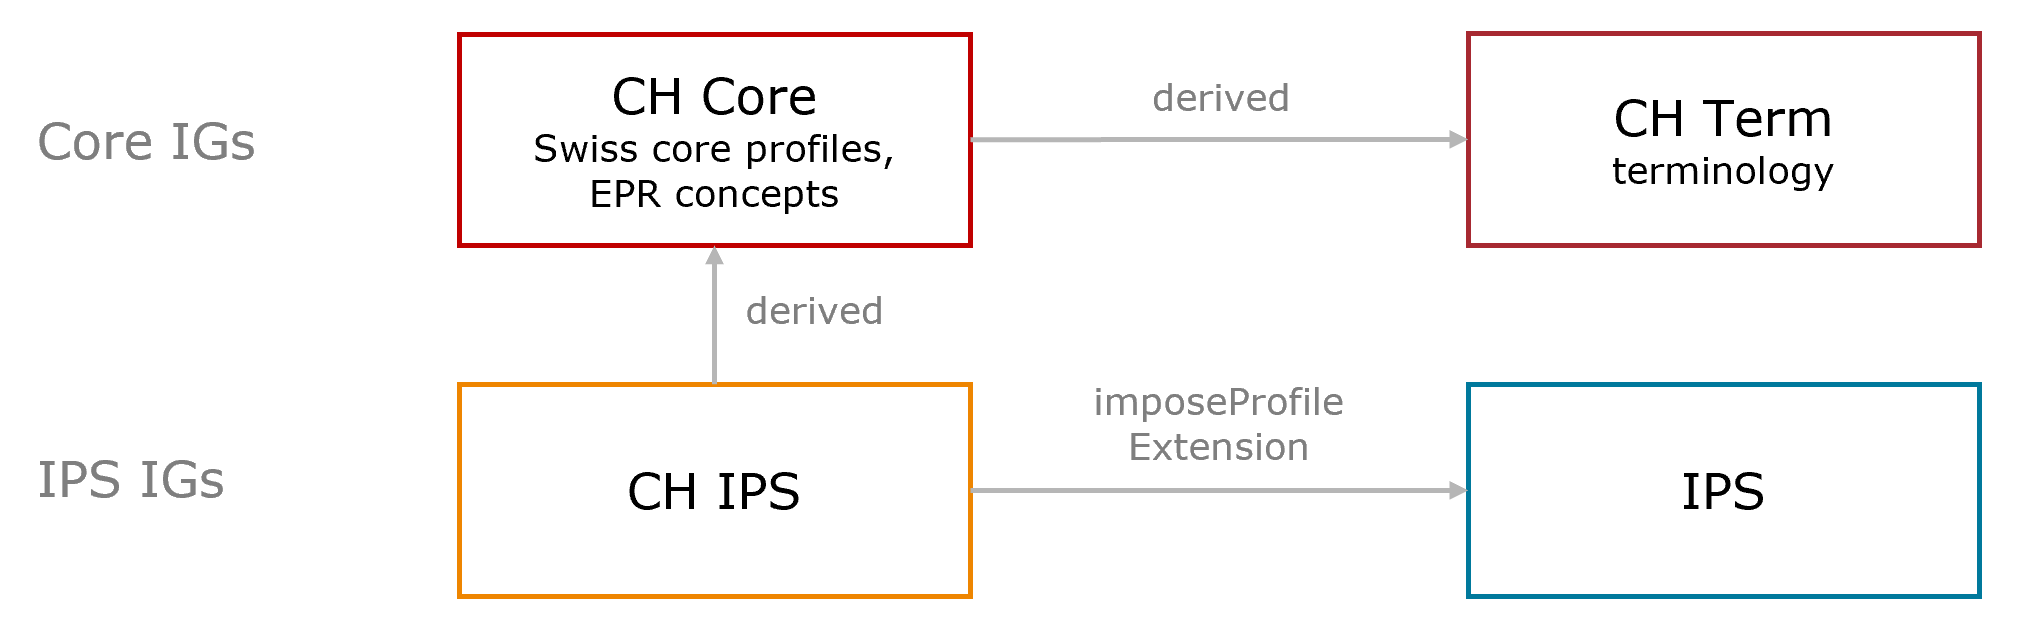 Core IGs
CH Core
Swiss core profiles,
EPR concepts
derived
CH Term
terminology
derived
IPS IGs
CH IPS
imposeProfile
Extension
IPS